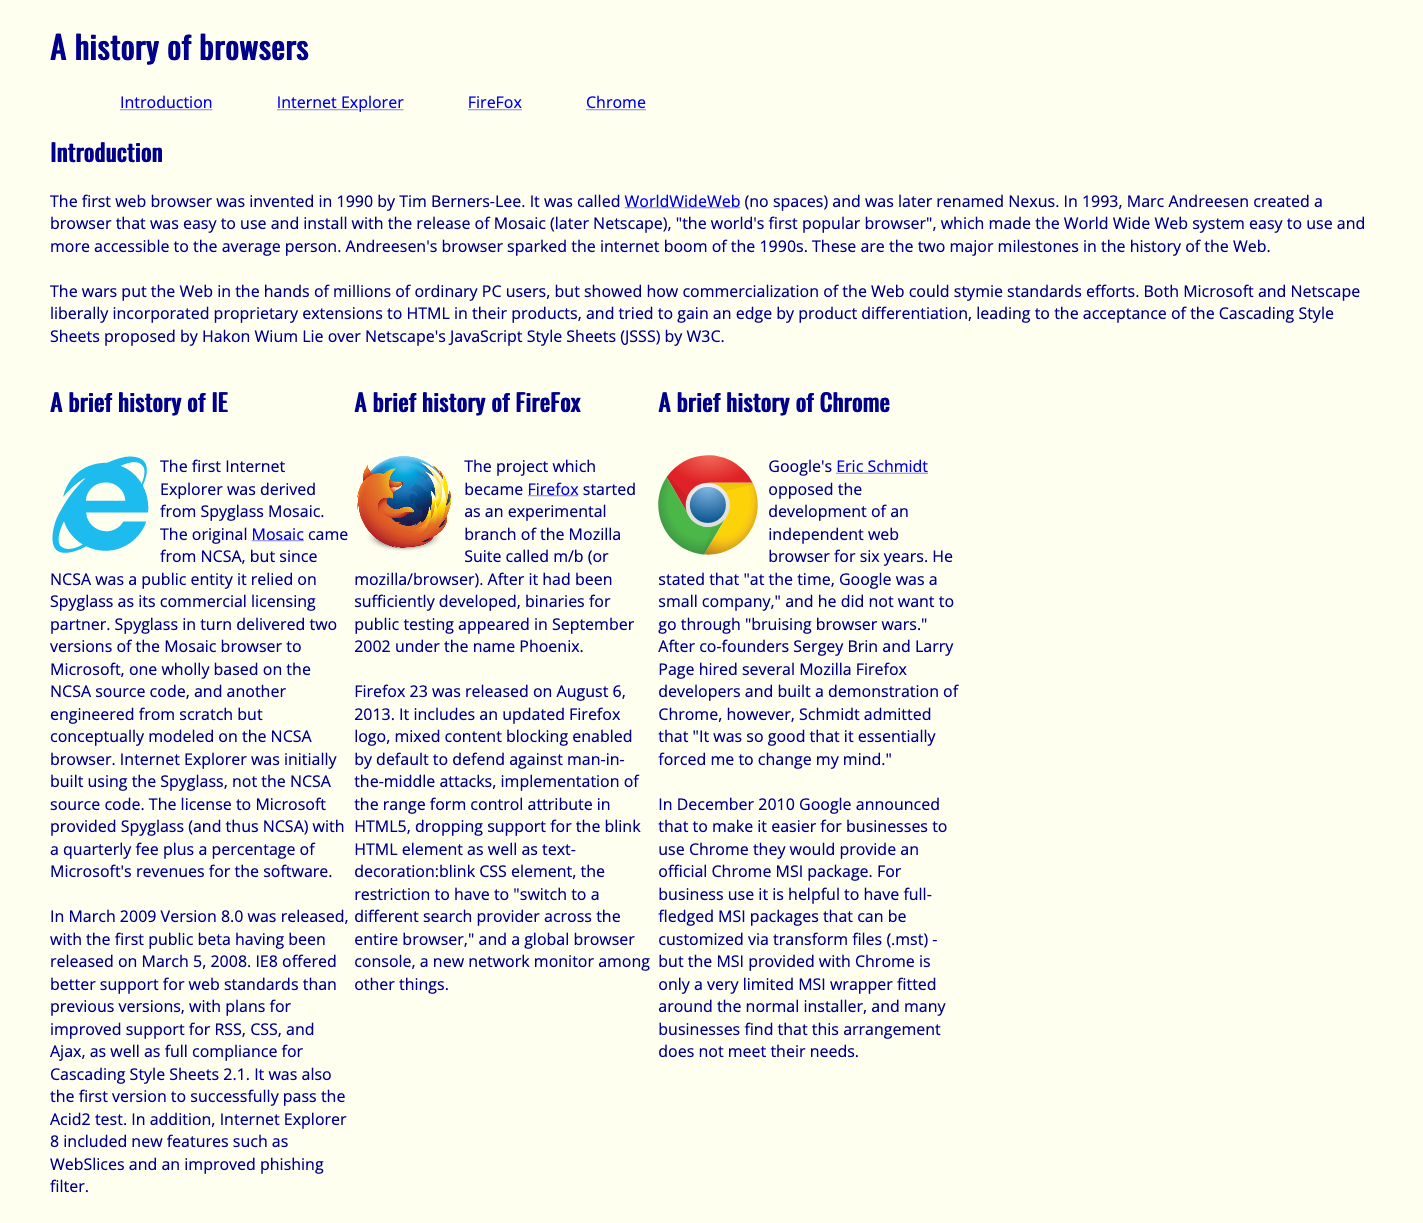 A history of browsers
Introduction Internet Explorer FireFox Chrome
Introduction
The first web browser was invented in 1990 by Tim Berners-Lee. It was called WorldWideWeb (no spaces) and was later renamed Nexus. In 1993, Marc Andreesen created a
browser that was easy to use and install with the release of Mosaic (later Netscape), "the world's first popular browser", which made the World Wide Web system easy to use and
more accessible to the average person. Andreesen's browser sparked the internet boom of the 1990s. These are the two major milestones in the history of the Web.
The wars put the Web in the hands of millions of ordinary PC users, but showed how commercialization of the Web could stymie standards efforts. Both Microsoft and Netscape
liberally incorporated proprietary extensions to HTML in their products, and tried to gain an edge by product differentiation, leading to the acceptance of the Cascading Style
Sheets proposed by Hakon Wium Lie over Netscape's JavaScript Style Sheets (JSSS) by W3C.
A brief history of IE
The first Internet
Explorer was derived
from Spyglass Mosaic.
The original Mosaic came
from NCSA, but since
NCSA was a public entity it relied on
Spyglass as its commercial licensing
partner. Spyglass in turn delivered two
versions of the Mosaic browser to
Microsoft, one wholly based on the
NCSA source code, and another
engineered from scratch but
conceptually modeled on the NCSA
browser. Internet Explorer was initially
built using the Spyglass, not the NCSA
source code. The license to Microsoft
provided Spyglass (and thus NCSA) with
a quarterly fee plus a percentage of
Microsoft's revenues for the software.
In March 2009 Version 8.0 was released,
with the first public beta having been
released on March 5, 2008. IE8 offered
better support for web standards than
previous versions, with plans for
improved support for RSS, CSS, and
Ajax, as well as full compliance for
Cascading Style Sheets 2.1. It was also
the first version to successfully pass the
Acid2 test. In addition, Internet Explorer
8 included new features such as
WebSlices and an improved phishing
filter.
A brief history of FireFox
The project which
became Firefox started
as an experimental
branch of the Mozilla
Suite called m/b (or
mozilla/browser). After it had been
sufficiently developed, binaries for
public testing appeared in September
2002 under the name Phoenix.
Firefox 23 was released on August 6,
2013. It includes an updated Firefox
logo, mixed content blocking enabled
by default to defend against man-in-
the-middle attacks, implementation of
the range form control attribute in
HTML5, dropping support for the blink
HTML element as well as text-
decoration:blink CSS element, the
restriction to have to "switch to a
different search provider across the
entire browser," and a global browser
console, a new network monitor among
other things.
A brief history of Chrome
Google's Eric Schmidt
opposed the
development of an
independent web
browser for six years. He
stated that "at the time, Google was a
small company," and he did not want to
go through "bruising browser wars."
After co-founders Sergey Brin and Larry
Page hired several Mozilla Firefox
developers and built a demonstration of
Chrome, however, Schmidt admitted
that "It was so good that it essentially
forced me to change my mind."
In December 2010 Google announced
that to make it easier for businesses to
use Chrome they would provide an
official Chrome MSI package. For
business use it is helpful to have full-
fledged MSI packages that can be
customized via transform files (.mst) -
but the MSI provided with Chrome is
only a very limited MSI wrapper fitted
around the normal installer, and many
businesses find that this arrangement
does not meet their needs.